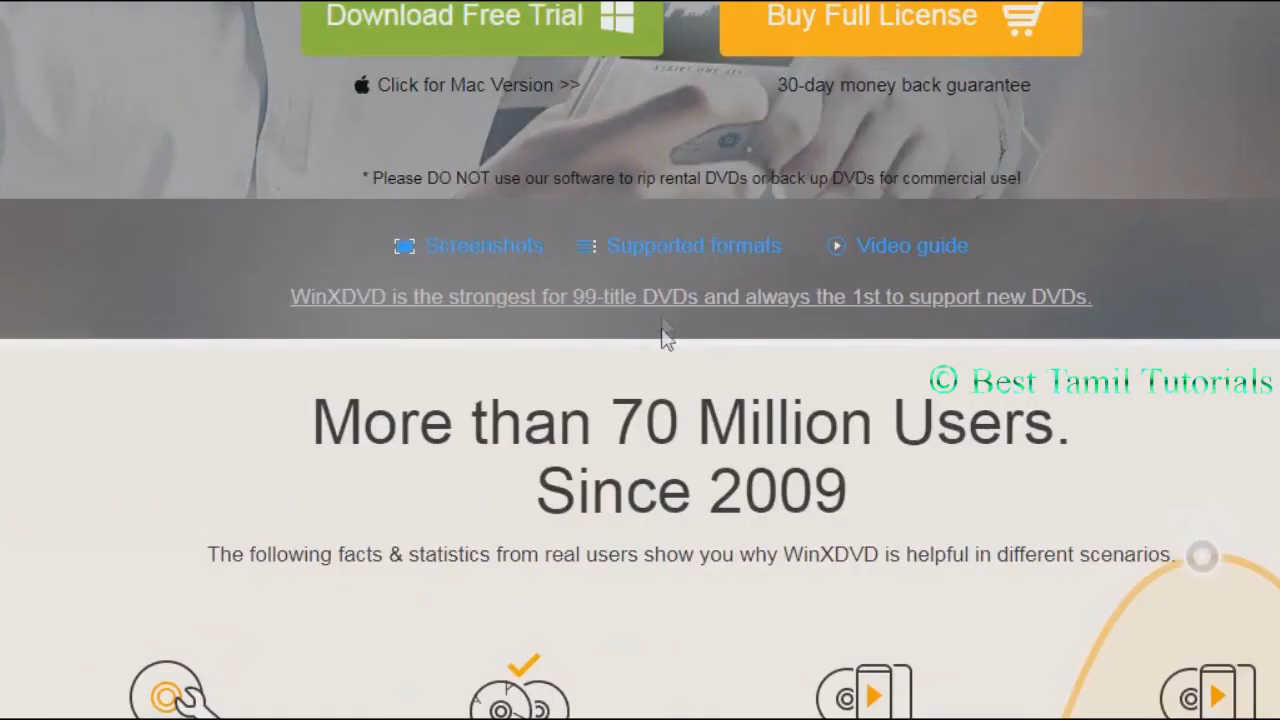 Download Free Trial
Buy Full License
Click for Mac Version >>
30-day money back guarantee
* Please DO NOT use our software to rip rental DVDs or back up DVDs for commercial use!
Screenshots
Supported formats
Video guide
WinXDVD is the strongest for 99-title DVDs and always the 1st to support new DVDs.
© Best Tamil Tutorials
More than 70 Million Users.
Since 2009
The following facts & statistics from real users show you why WinXDVD is helpful in different scenarios.